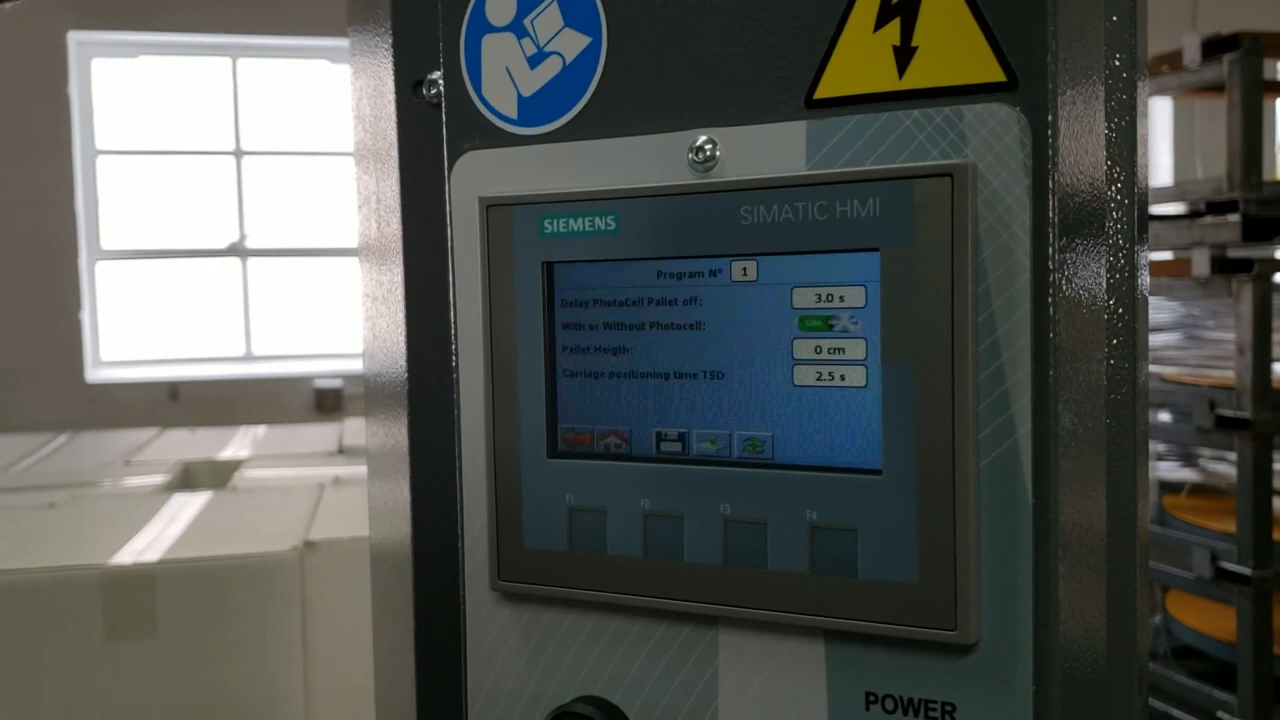 SIEMENS
SIMATIC HMI
Program N° 1
Delay PhotoCell Pallet off: 3.0 s
With or Without Photocell:
Pallet Heigth: 0 cm
Carriage positioning time TSD 2.5 s
F1 F2 F3 F4
POWER